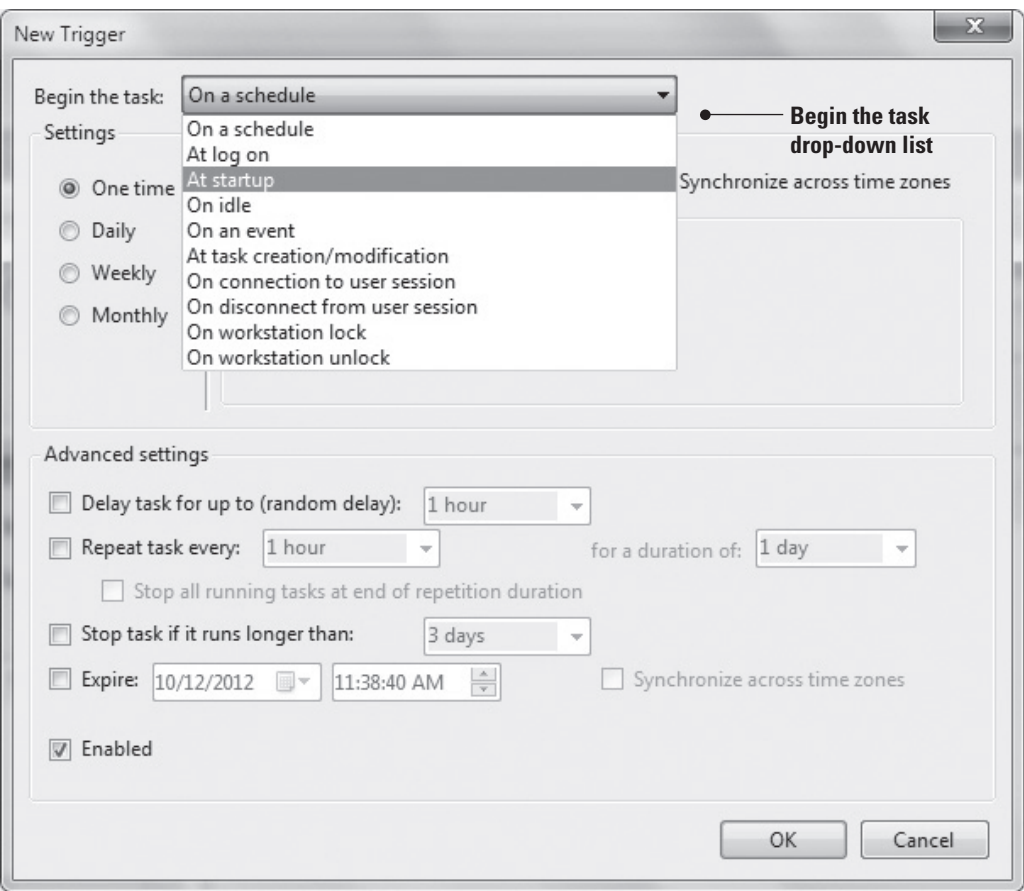 New Trigger
Begin the task: On a schedule
Begin the task
drop-down list
Settings
On a schedule
At log on
At startup
On idle
On an event
At task creation/modification
On connection to user session
On disconnect from user session
On workstation lock
On workstation unlock
One time
Daily
Weekly
Monthly
Synchronize across time zones
Advanced settings
Delay task for up to (random delay): 1 hour
Repeat task every: 1 hour for a duration of: 1 day
Stop all running tasks at end of repetition duration
Stop task if it runs longer than: 3 days
Expire: 10/12/2012 11:38:40 AM Synchronize across time zones
Enabled
OK Cancel